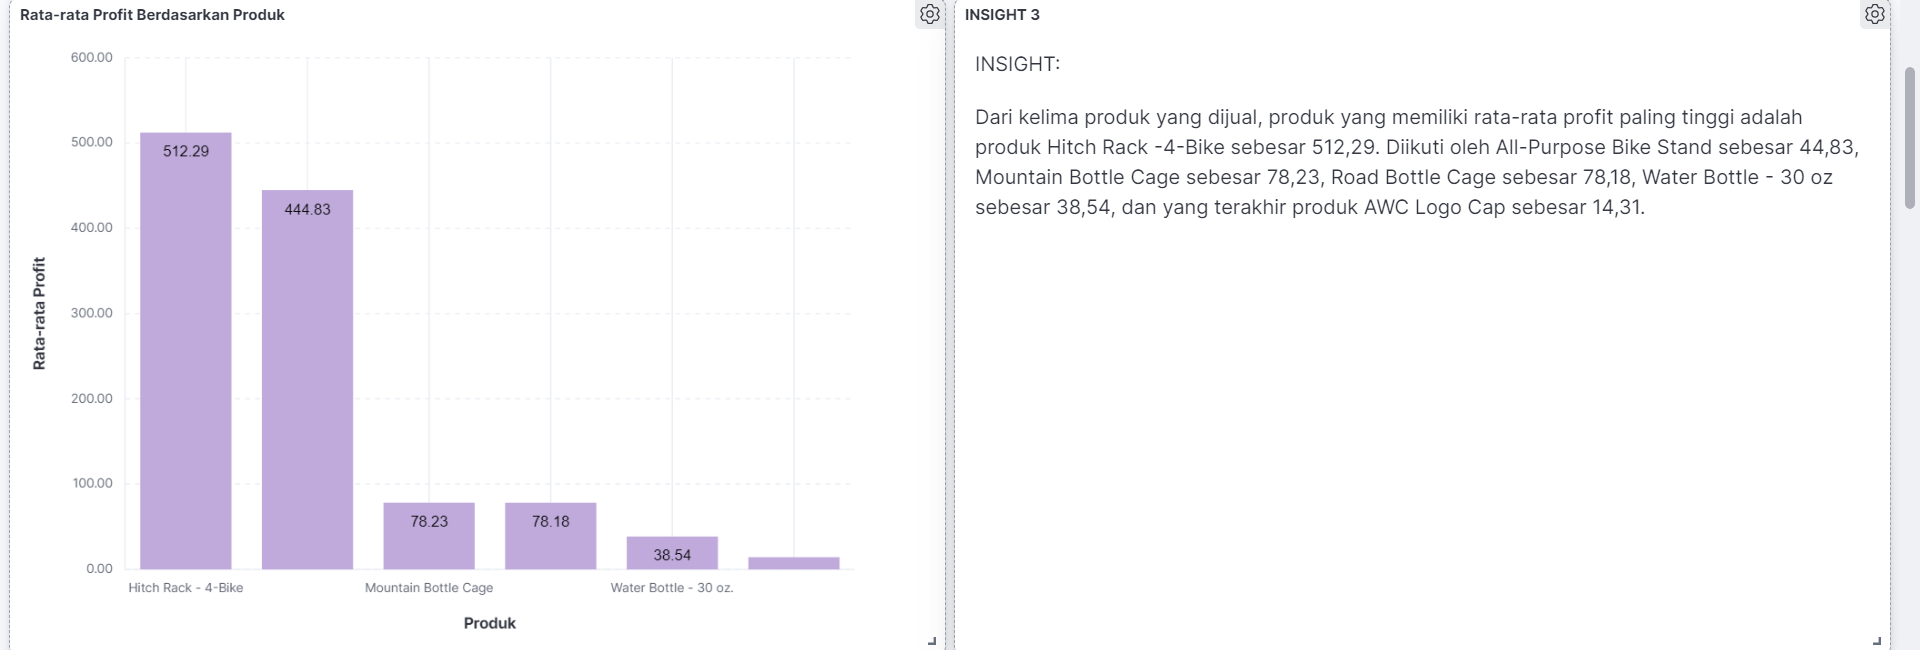 Rata-rata Profit Berdasarkan Produk
600.00
500.00
400.00
300.00
200.00
100.00
0.00
Rata-rata Profit
512.29
444.83
78.23
78.18
38.54
Hitch Rack - 4-Bike
Mountain Bottle Cage
Water Bottle - 30 oz.
Produk
INSIGHT 3
INSIGHT:
Dari kelima produk yang dijual, produk yang memiliki rata-rata profit paling tinggi adalah
produk Hitch Rack -4-Bike sebesar 512,29. Diikuti oleh All-Purpose Bike Stand sebesar 44,83,
Mountain Bottle Cage sebesar 78,23, Road Bottle Cage sebesar 78,18, Water Bottle - 30 oz
sebesar 38,54, dan yang terakhir produk AWC Logo Cap sebesar 14,31.